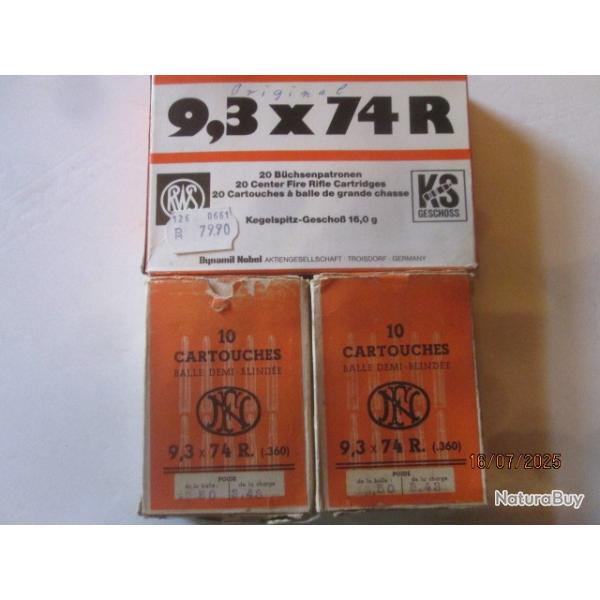 Original
9,3 x 74 R
20 Büchsenpatronen
20 Center Fire Rifle Cartridges
20 Cartouches à balle de grande chasse
RWS
KS
GESCHOSS
126 0661
79.90
Kegelspitz-Geschoß 16,0 g
Dynamit Nobel AKTIENGESELLSCHAFT · TROISDORF · GERMANY
10
CARTOUCHES
BALLE DEMI-BLINDÉE
FN
9,3 x 74 R. (.360)
POIDS
de la balle de la charge
10
CARTOUCHES
BALLE DEMI-BLINDÉE
FN
9,3 x 74 R. (.360)
POIDS
de la balle de la charge
16/07/2025
NaturaBuy